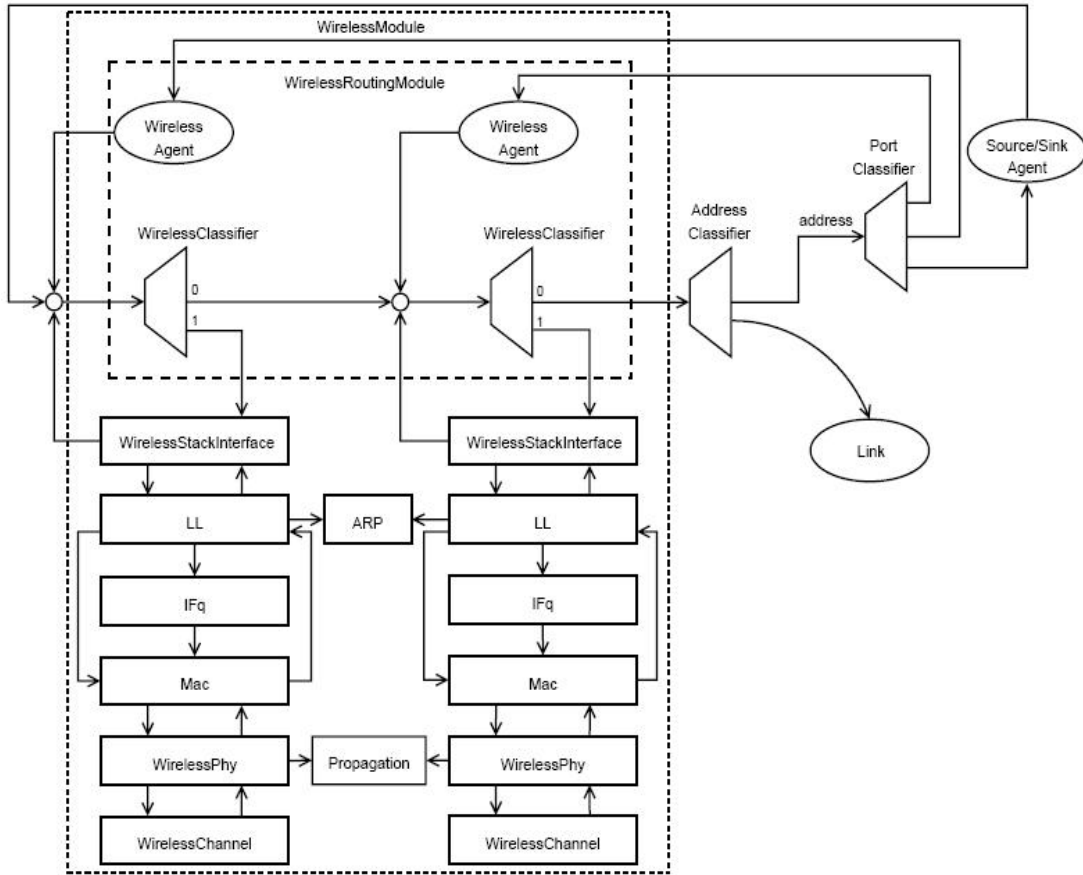 WirelessModule
WirelessRoutingModule
Wireless
Agent
Wireless
Agent
Port
Classifier
Source/Sink
Agent
WirelessClassifier
WirelessClassifier
Address
Classifier
address
0
1
0
1
WirelessStackInterface
WirelessStackInterface
Link
LL
ARP
LL
IFq
IFq
Mac
Mac
WirelessPhy
Propagation
WirelessPhy
WirelessChannel
WirelessChannel